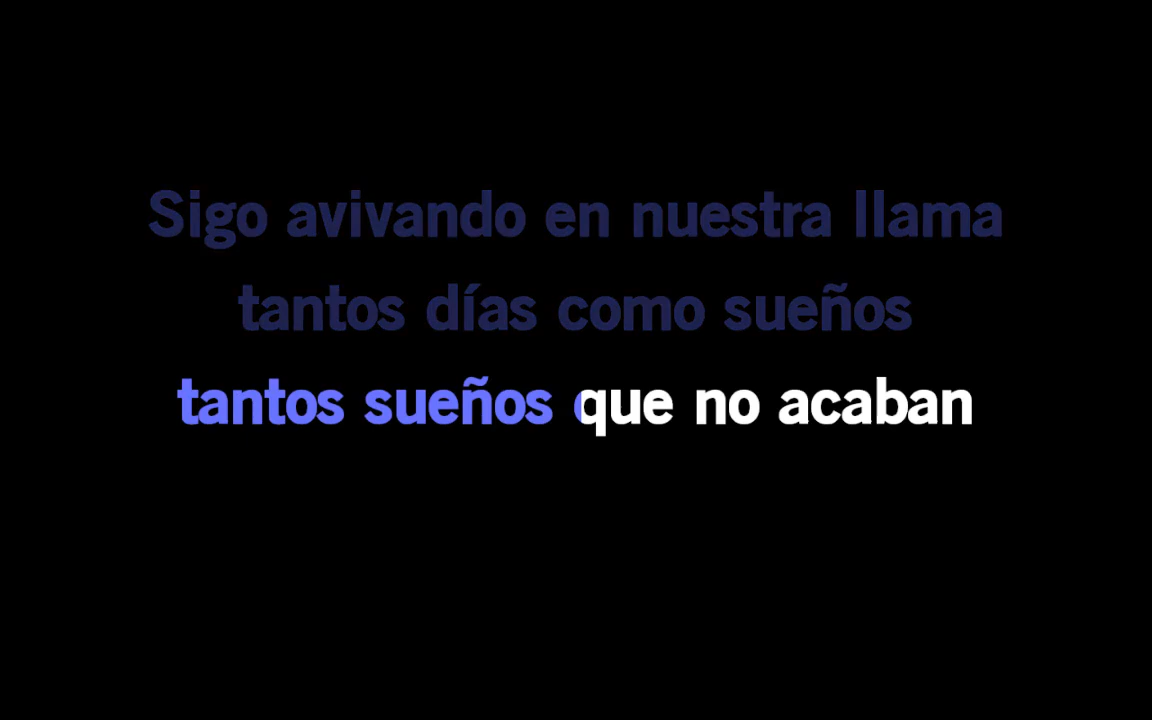 Sigo avivando en nuestra llama
tantos días como sueños
tantos sueños que no acaban